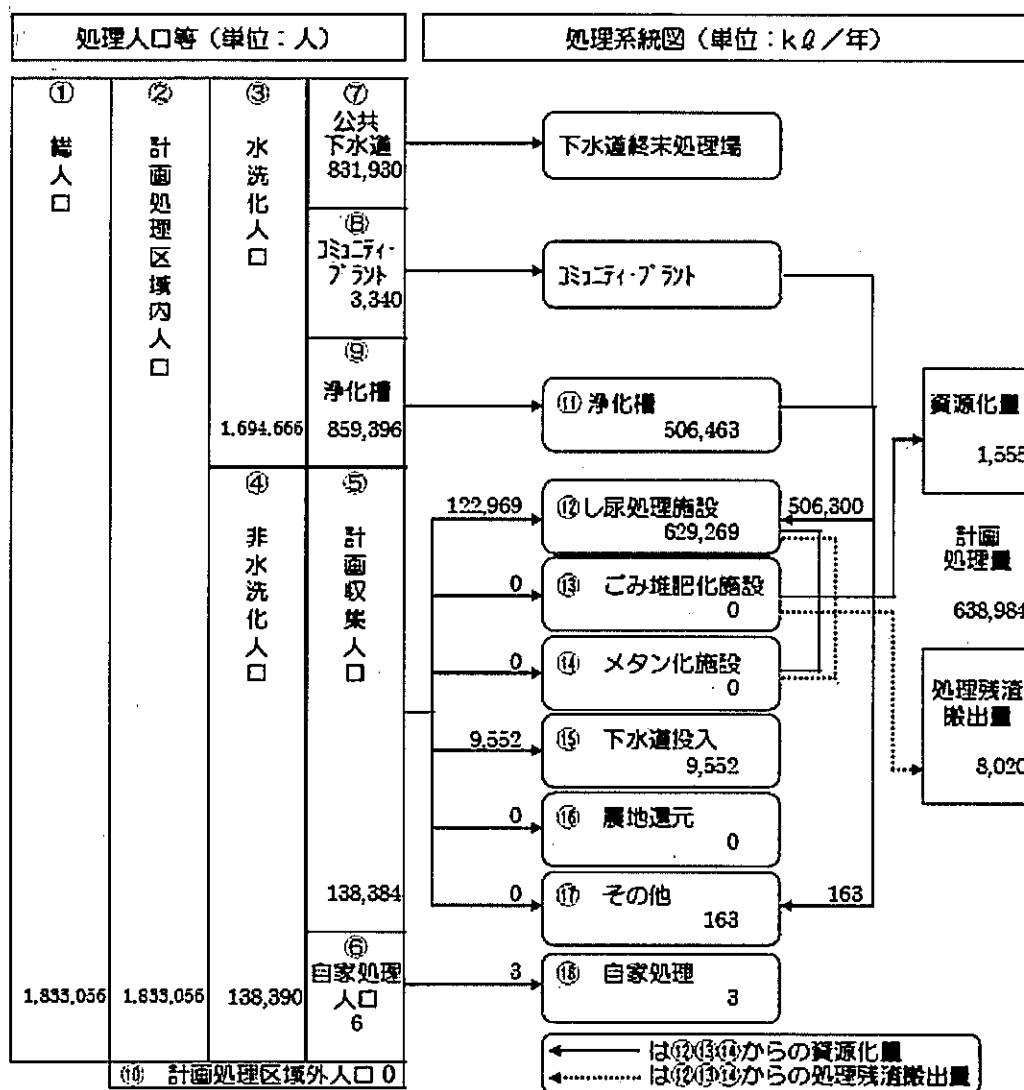 処理人口等（単位：人）
処理系統図（単位：kℓ／年）
①
総人口
1,833,056
②
計画処理区域内人口
1,833,056
③
水洗化人口
1,694,666
④
非水洗化人口
138,390
⑦
公共
下水道
831,930
⑧
コミュニティ・
プラント
3,340
⑨
浄化槽
859,396
⑤
計画収集人口
138,384
⑥
自家処理
人口
6
⑩ 計画処理区域外人口 0
下水道終末処理場
コミュニティ・プラント
⑪ 浄化槽
506,463
122,969
⑫ し尿処理施設
629,269
506,300
0
⑬ ごみ堆肥化施設
0
0
⑭ メタン化施設
0
9,552
⑮ 下水道投入
9,552
0
⑯ 農地還元
0
0
⑰ その他
163
163
3
⑱ 自家処理
3
資源化量
1,555
計画
処理量
638,984
処理残渣
搬出量
8,020
は⑫⑬⑭からの資源化量
は⑫⑬⑭からの処理残渣搬出量